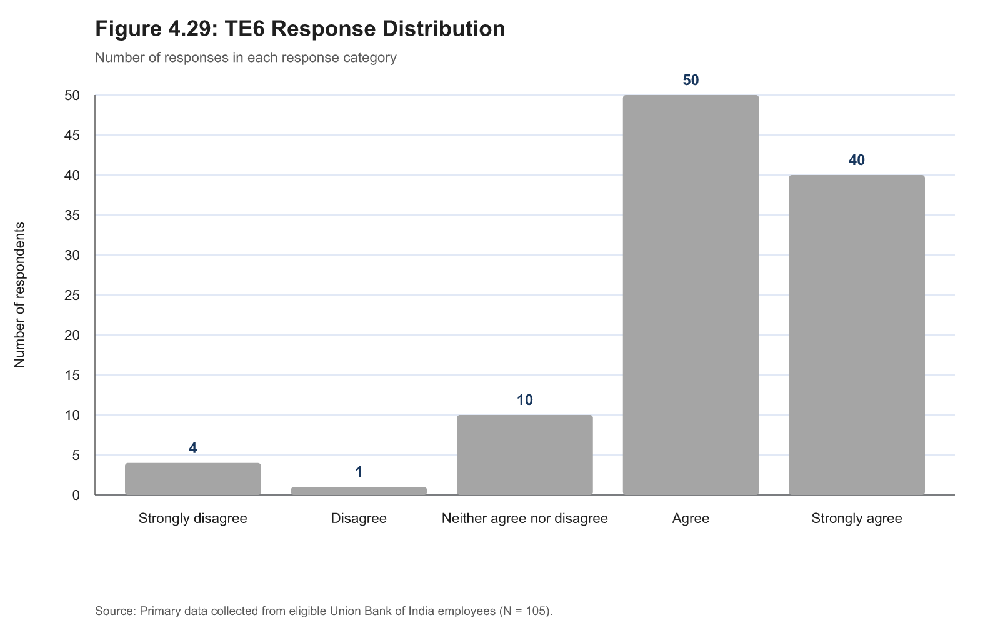 Figure 4.29: TE6 Response Distribution
Number of responses in each response category
Number of respondents
50
45
40
35
30
25
20
15
10
5
0
4
1
10
50
40
Strongly disagree
Disagree
Neither agree nor disagree
Agree
Strongly agree
Source: Primary data collected from eligible Union Bank of India employees (N = 105).